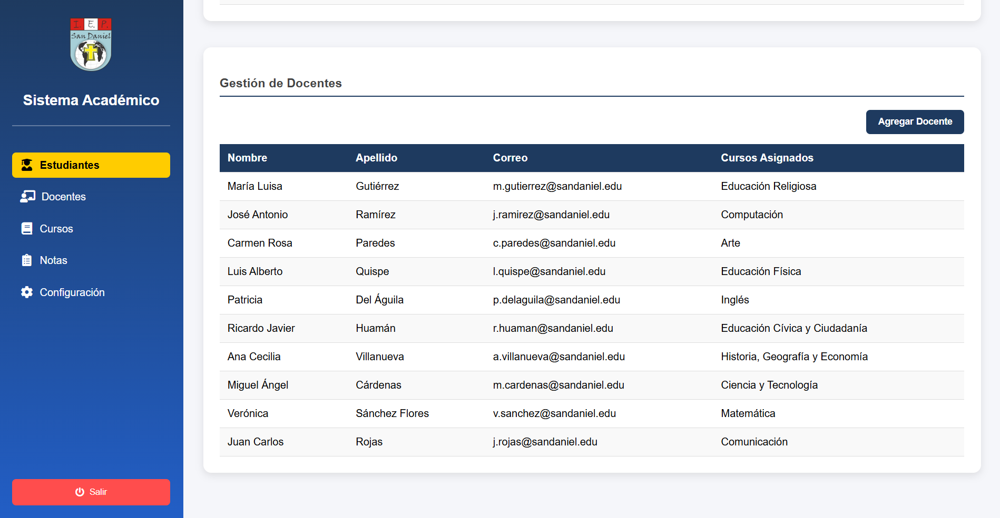 I. E. P.
San Daniel
Sistema Académico
Estudiantes
Docentes
Cursos
Notas
Configuración
Salir
Gestión de Docentes
Agregar Docente
Nombre Apellido Correo Cursos Asignados
María Luisa Gutiérrez m.gutierrez@sandaniel.edu Educación Religiosa
José Antonio Ramírez j.ramirez@sandaniel.edu Computación
Carmen Rosa Paredes c.paredes@sandaniel.edu Arte
Luis Alberto Quispe l.quispe@sandaniel.edu Educación Física
Patricia Del Águila p.delaguila@sandaniel.edu Inglés
Ricardo Javier Huamán r.huaman@sandaniel.edu Educación Cívica y Ciudadanía
Ana Cecilia Villanueva a.villanueva@sandaniel.edu Historia, Geografía y Economía
Miguel Ángel Cárdenas m.cardenas@sandaniel.edu Ciencia y Tecnología
Verónica Sánchez Flores v.sanchez@sandaniel.edu Matemática
Juan Carlos Rojas j.rojas@sandaniel.edu Comunicación